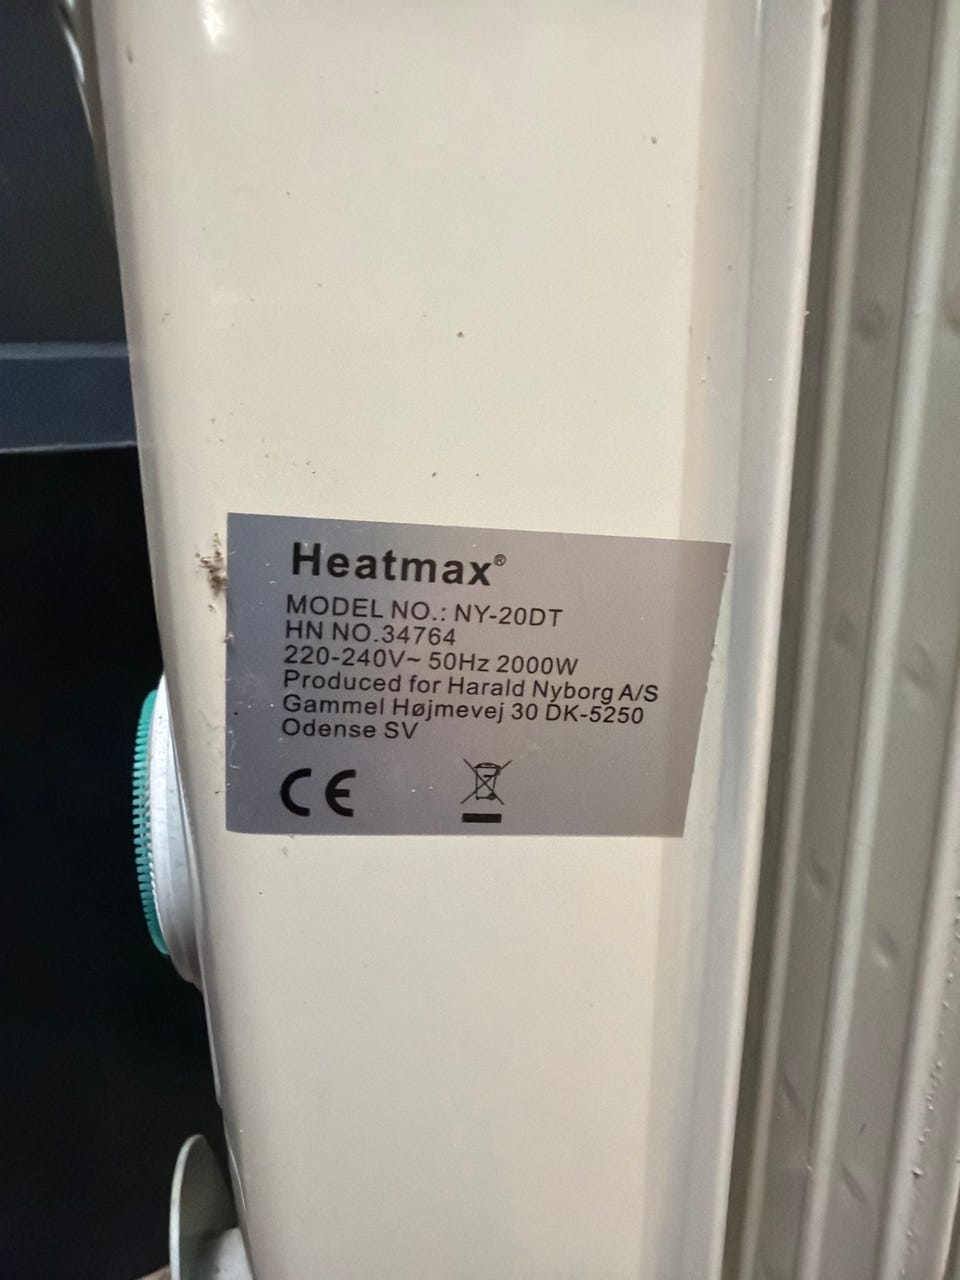 Heatmax®
MODEL NO.: NY-20DT
HN NO.34764
220-240V~ 50Hz 2000W
Produced for Harald Nyborg A/S
Gammel Højmevej 30 DK-5250
Odense SV
CE